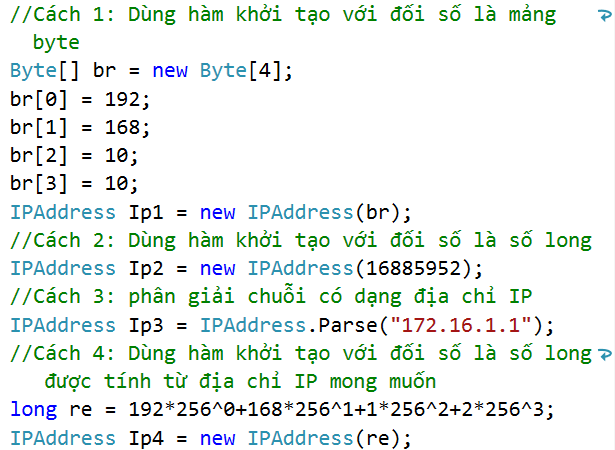 //Cách 1: Dùng hàm khởi tạo với đối số là mảng
byte
Byte[] br = new Byte[4];
br[0] = 192;
br[1] = 168;
br[2] = 10;
br[3] = 10;
IPAddress Ip1 = new IPAddress(br);
//Cách 2: Dùng hàm khởi tạo với đối số là số long
IPAddress Ip2 = new IPAddress(16885952);
//Cách 3: phân giải chuỗi có dạng địa chỉ IP
IPAddress Ip3 = IPAddress.Parse("172.16.1.1");
//Cách 4: Dùng hàm khởi tạo với đối số là số long
được tính từ địa chỉ IP mong muốn
long re = 192*256^0+168*256^1+1*256^2+2*256^3;
IPAddress Ip4 = new IPAddress(re);